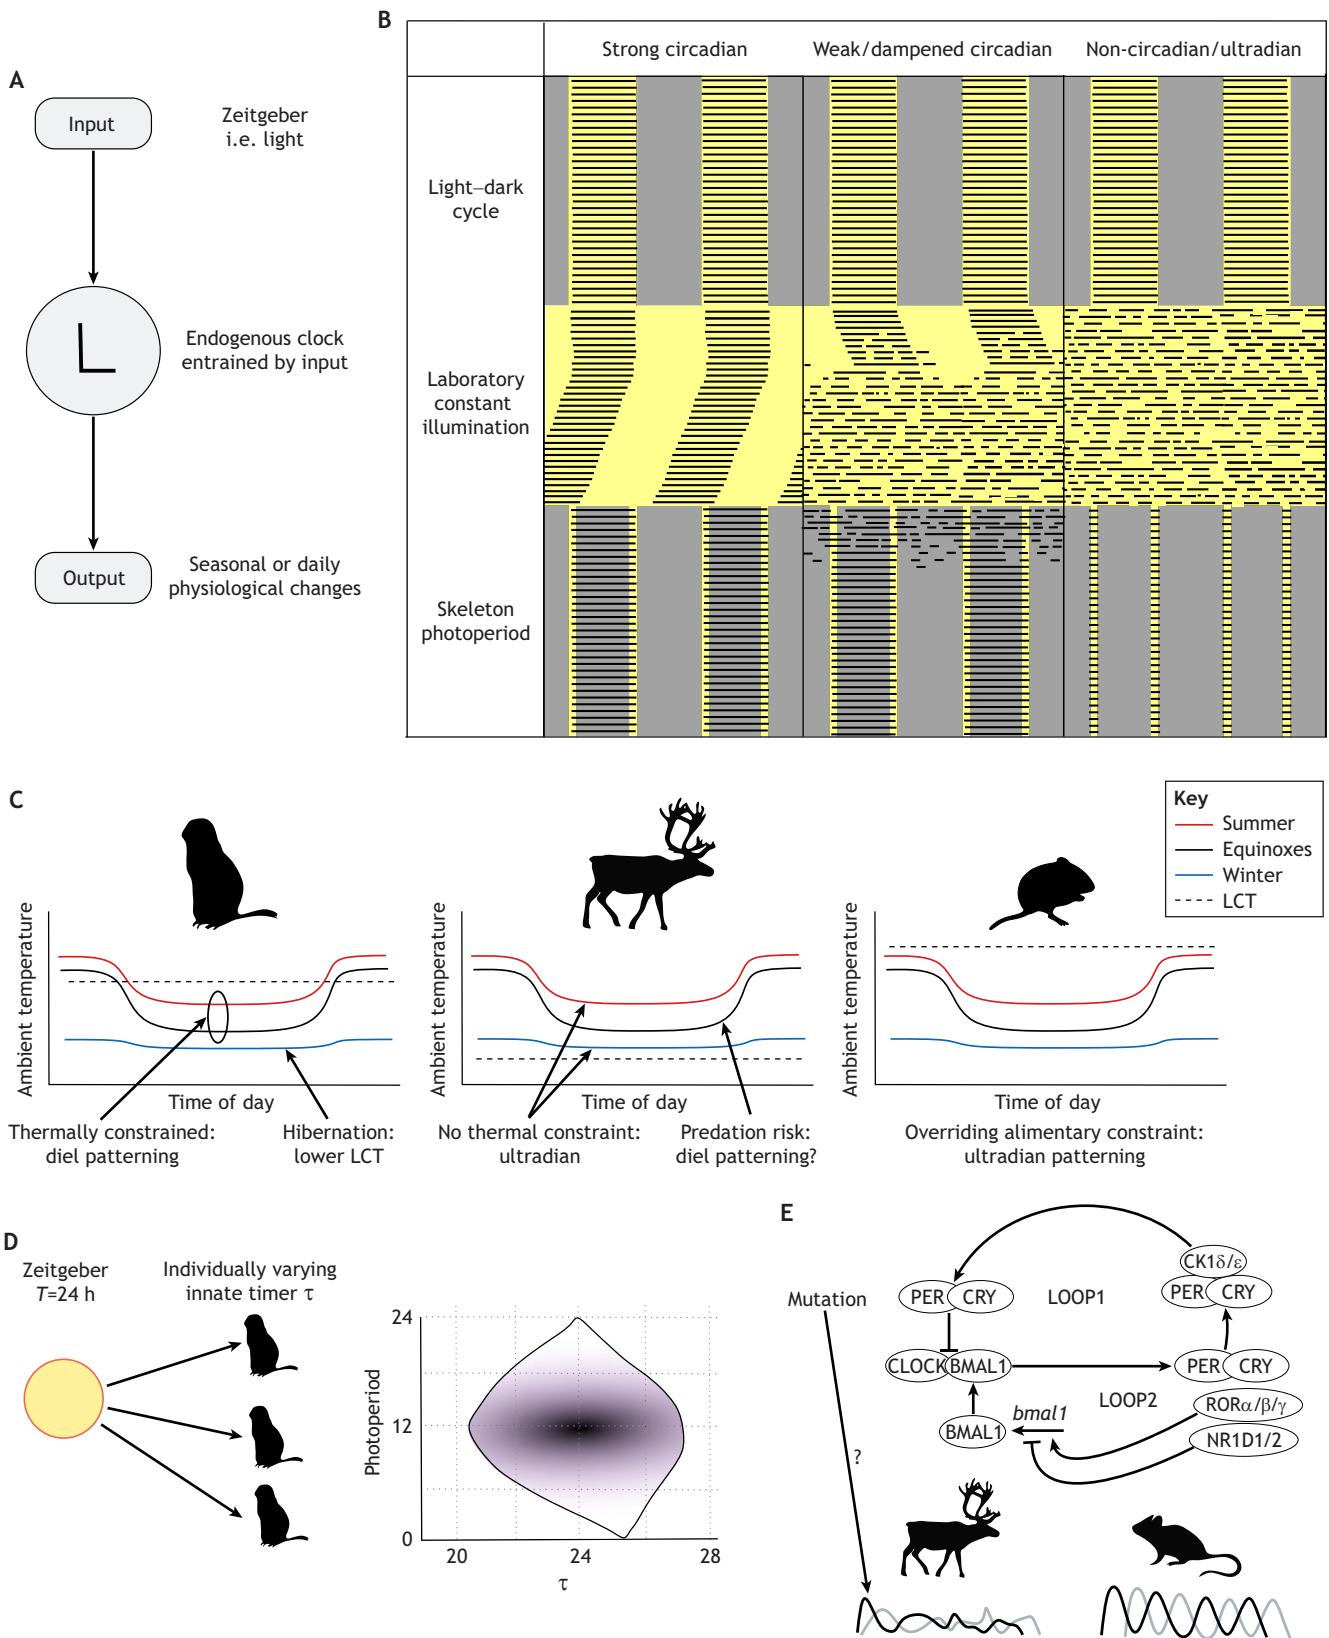 A
Input
Zeitgeber
i.e. light
Endogenous clock
entrained by input
Output
Seasonal or daily
physiological changes
B
Strong circadian
Weak/dampened circadian
Non-circadian/ultradian
Light–dark
cycle
Laboratory
constant
illumination
Skeleton
photoperiod
C
Key
Summer
Equinoxes
Winter
LCT
Ambient temperature
Time of day
Thermally constrained:
diel patterning
Hibernation:
lower LCT
Ambient temperature
Time of day
No thermal constraint:
ultradian
Predation risk:
diel patterning?
Ambient temperature
Time of day
Overriding alimentary constraint:
ultradian patterning
D
Zeitgeber
T=24 h
Individually varying
innate timer τ
Photoperiod
24
12
0
20
24
28
τ
E
Mutation
?
PER
CRY
LOOP1
CK1δ/ε
PER
CRY
CLOCK
BMAL1
PER
CRY
LOOP2
BMAL1
bmal1
RORα/β/γ
NR1D1/2